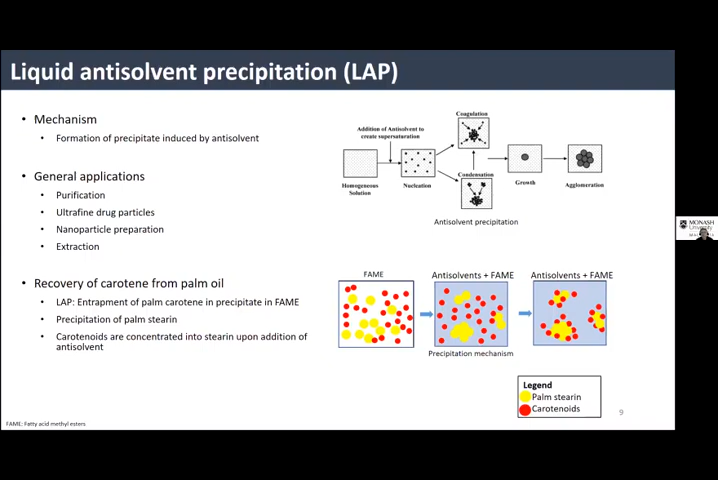 Liquid antisolvent precipitation (LAP)
• Mechanism
• Formation of precipitate induced by antisolvent
• General applications
• Purification
• Ultrafine drug particles
• Nanoparticle preparation
• Extraction
• Recovery of carotene from palm oil
• LAP: Entrapment of palm carotene in precipitate in FAME
• Precipitation of palm stearin
• Carotenoids are concentrated into stearin upon addition of
antisolvent
FAME: Fatty acid methyl esters
Coagulation
Addition of Antisolvent to
create supersaturation
Homogeneous
Solution
Nucleation
Condensation
Growth
Agglomeration
Antisolvent precipitation
FAME
Antisolvents + FAME
Antisolvents + FAME
Precipitation mechanism
Legend
Palm stearin
Carotenoids
9
MONASH
University